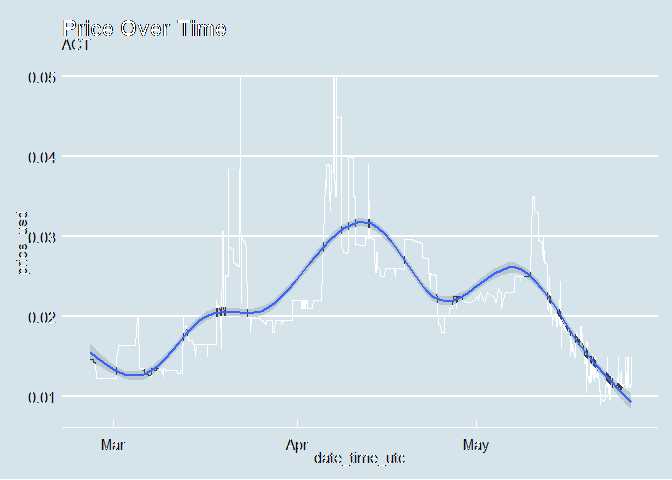 Price Over Time
ACT
0.05
0.04
0.03
0.02
0.01
price_usd
Mar
Apr
May
date_time_utc